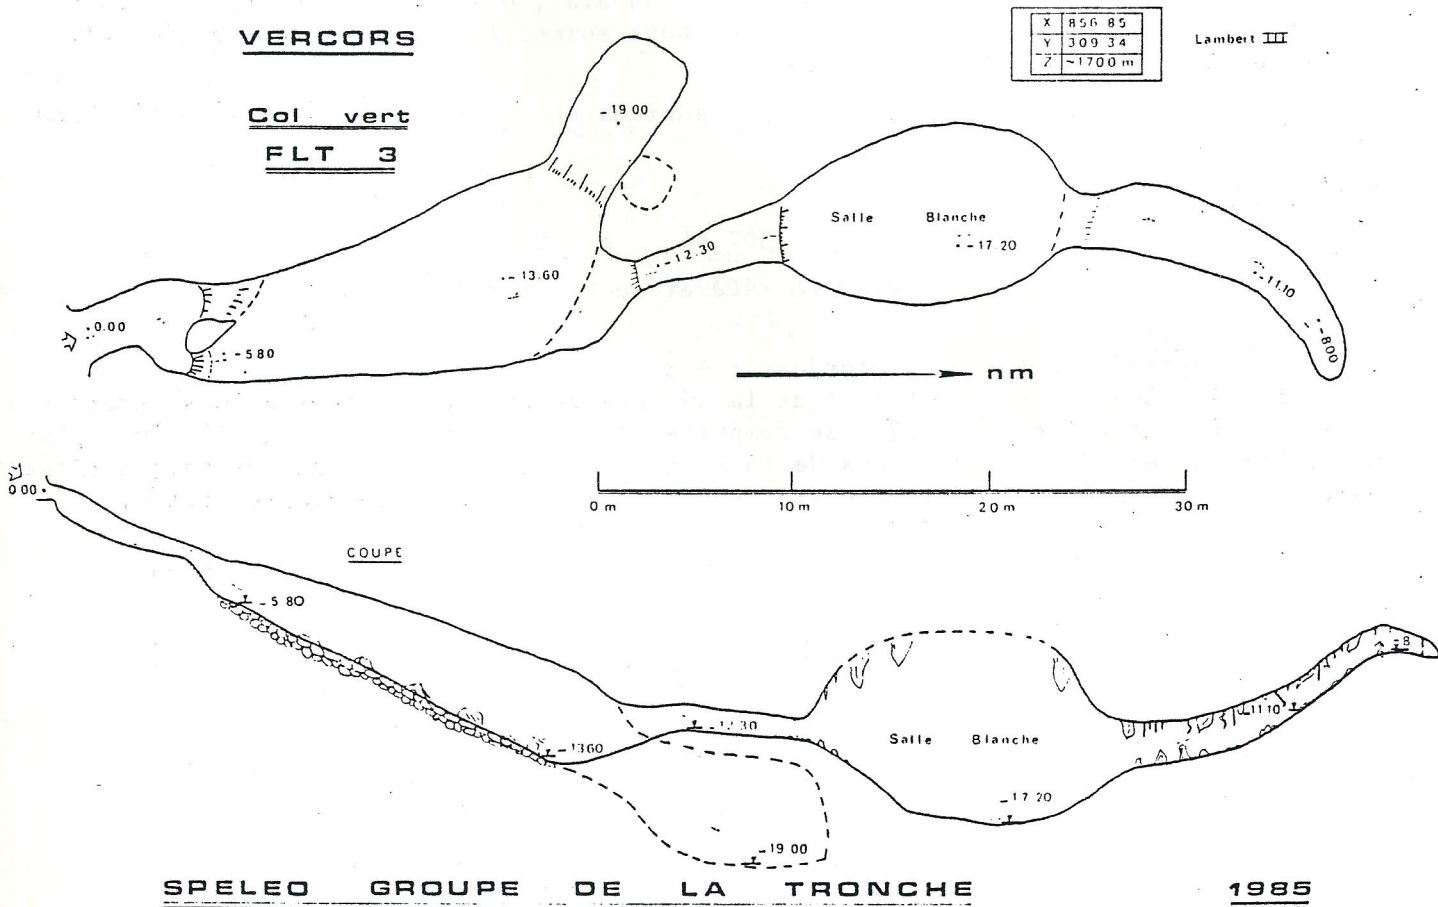 VERCORS
Col vert
FLT 3
X 856 85
Y 309 34
Z ~1700 m
Lambert III
-19.00
Salle Blanche
-17.20
-12.30
-13.60
-11.10
-8.00
0.00
-5.80
nm
0 m 10 m 20 m 30 m
0.00
COUPE
-5 80
-8
-11.10
-12.30
-13 60
Salle Blanche
-17 20
-19 00
SPELEO GROUPE DE LA TRONCHE 1985